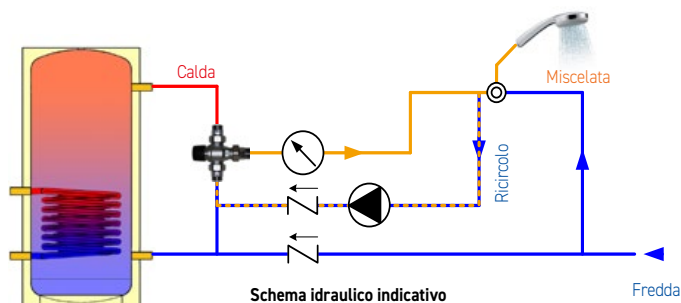 Calda
Miscelata
Ricircolo
Schema idraulico indicativo
Fredda